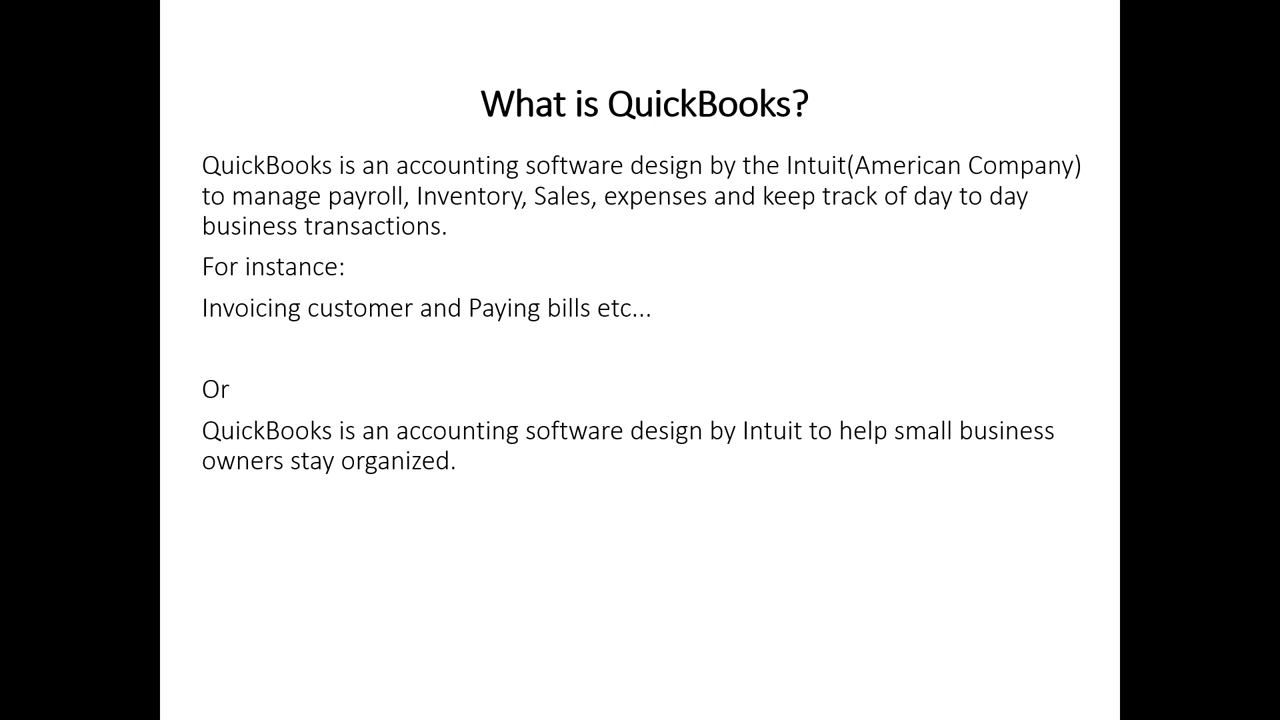 What is QuickBooks?
QuickBooks is an accounting software design by the Intuit(American Company)
to manage payroll, Inventory, Sales, expenses and keep track of day to day
business transactions.
For instance:
Invoicing customer and Paying bills etc...
Or
QuickBooks is an accounting software design by Intuit to help small business
owners stay organized.